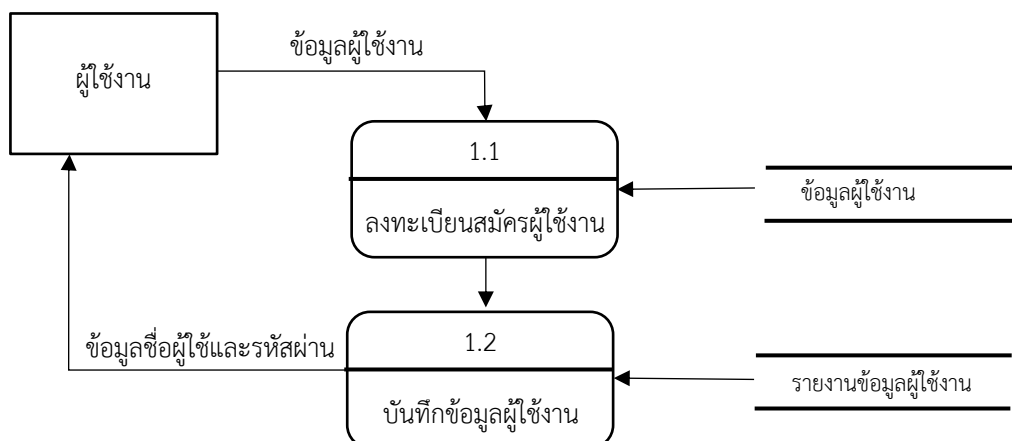 ข้อมูลผู้ใช้งาน
ผู้ใช้งาน
1.1
ลงทะเบียนสมัครผู้ใช้งาน
ข้อมูลผู้ใช้งาน
ข้อมูลชื่อผู้ใช้และรหัสผ่าน
1.2
บันทึกข้อมูลผู้ใช้งาน
รายงานข้อมูลผู้ใช้งาน